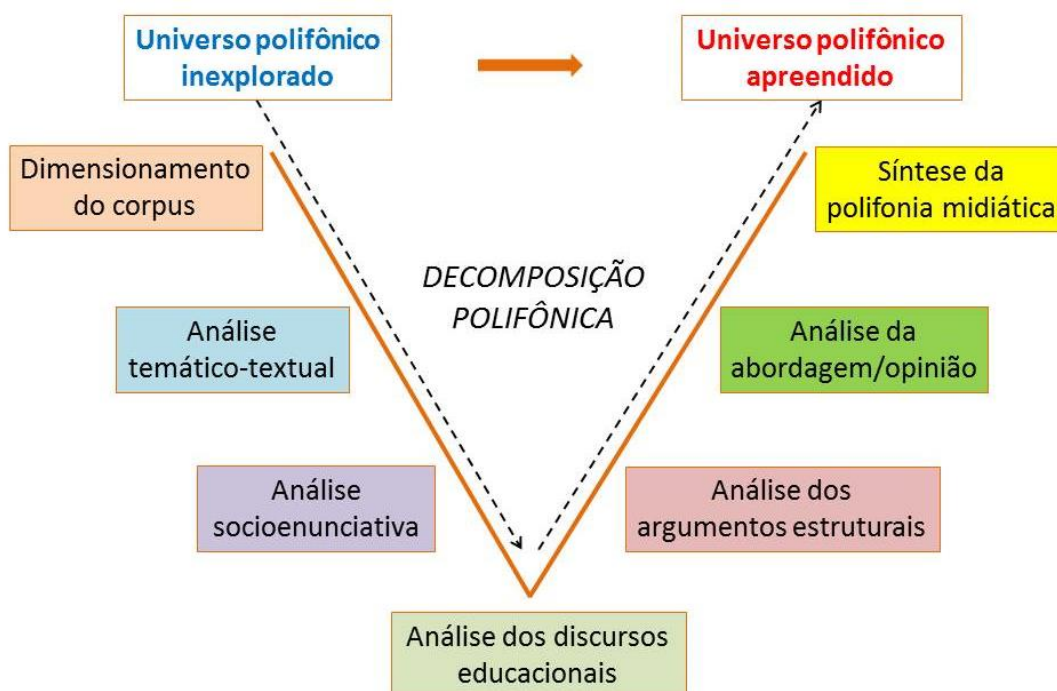 Universo polifônico
inexplorado
Universo polifônico
apreendido
Dimensionamento
do corpus
Síntese da
polifonia midiática
DECOMPOSIÇÃO
POLIFÔNICA
Análise
temático-textual
Análise da
abordagem/opinião
Análise
socioenunciativa
Análise dos
argumentos estruturais
Análise dos discursos
educacionais